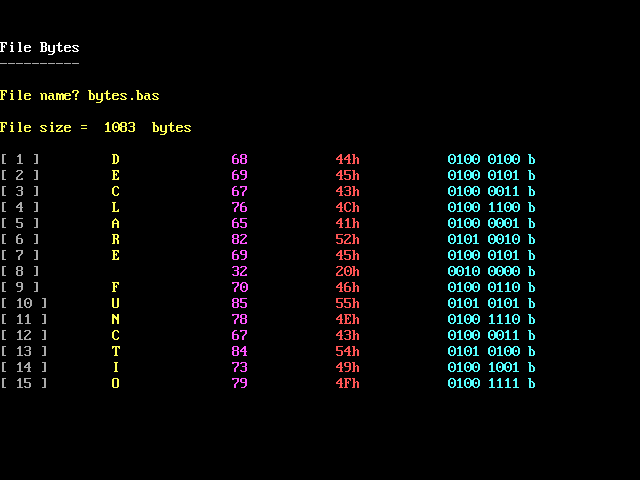 File Bytes
----------
File name? bytes.bas
File size =  1083  bytes
[ 1 ] D 68 44h 0100 0100 b
[ 2 ] E 69 45h 0100 0101 b
[ 3 ] C 67 43h 0100 0011 b
[ 4 ] L 76 4Ch 0100 1100 b
[ 5 ] A 65 41h 0100 0001 b
[ 6 ] R 82 52h 0101 0010 b
[ 7 ] E 69 45h 0100 0101 b
[ 8 ] 32 20h 0010 0000 b
[ 9 ] F 70 46h 0100 0110 b
[ 10 ] U 85 55h 0101 0101 b
[ 11 ] N 78 4Eh 0100 1110 b
[ 12 ] C 67 43h 0100 0011 b
[ 13 ] T 84 54h 0101 0100 b
[ 14 ] I 73 49h 0100 1001 b
[ 15 ] O 79 4Fh 0100 1111 b